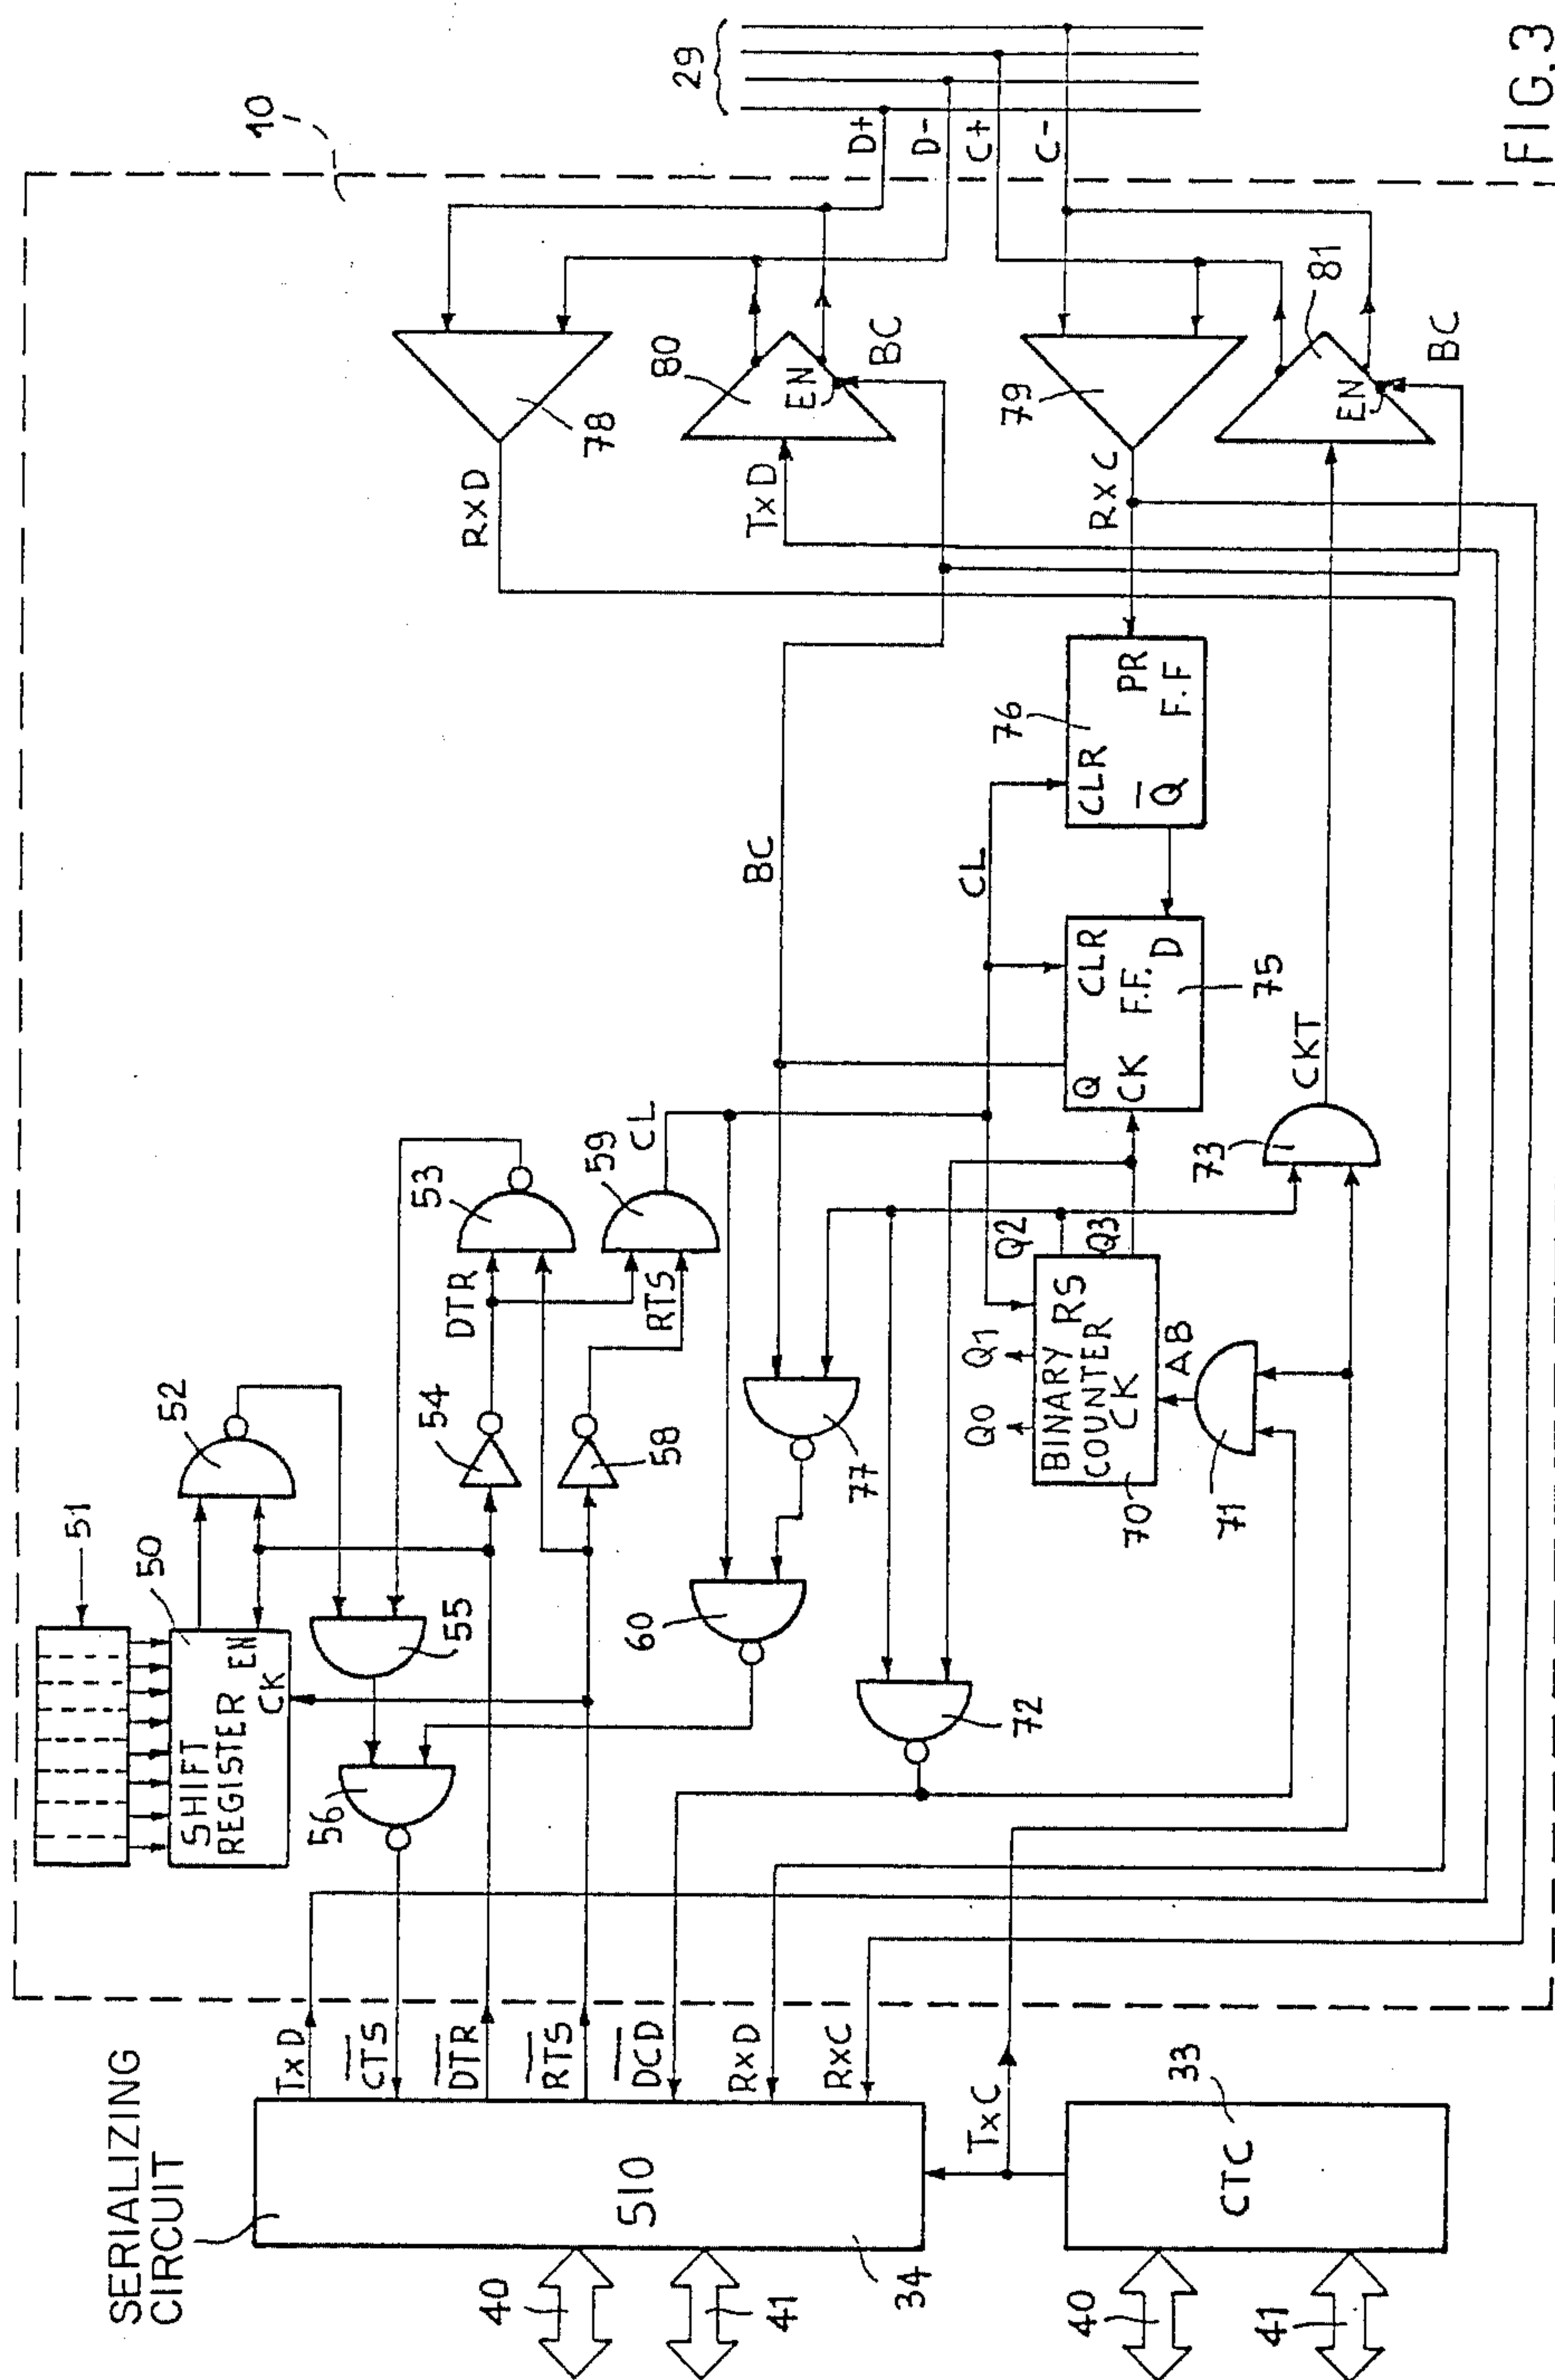 SERIALIZING
CIRCUIT
510
34
40
41
CTC
33
40
41
TxC
TxD
CTS
DTR
RTS
DCD
RxD
RxC
51
50
SHIFT
REGISTER
EN
CK
52
55
56
54
58
53
DTR
59
RTS
CL
60
77
72
Q0
Q1
Q2
Q3
BINARY
COUNTER
RS
CK
70
AB
71
73
CKT
BC
CL
Q
CLR
F.F.
CK
D
75
76
CLR
PR
Q
F.F
RxD
78
TxD
80
EN
BC
RxC
79
81
EN
BC
10
D+
D-
C+
C-
29
FIG.3